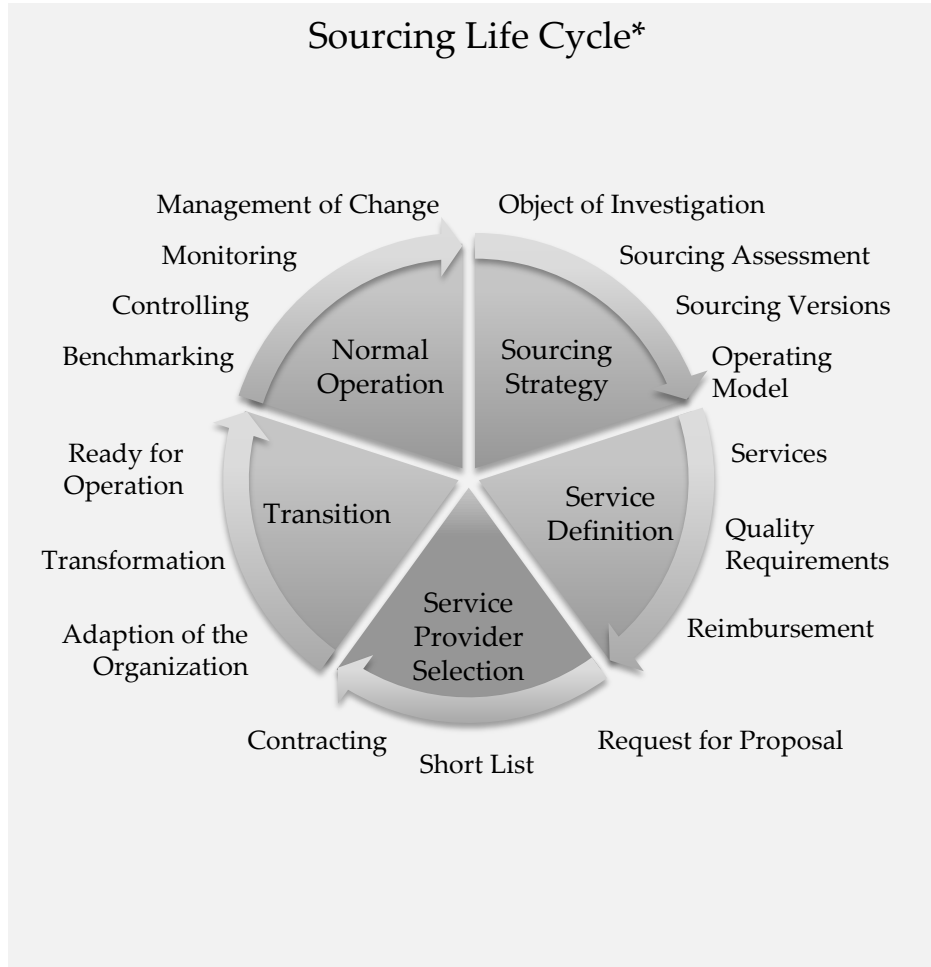 Sourcing Life Cycle*
Management of Change
Object of Investigation
Monitoring
Sourcing Assessment
Controlling
Sourcing Versions
Benchmarking
Normal
Operation
Sourcing
Strategy
Operating
Model
Ready for
Operation
Transition
Service
Definition
Services
Transformation
Quality
Requirements
Adaption of the
Organization
Service
Provider
Selection
Reimbursement
Contracting
Short List
Request for Proposal